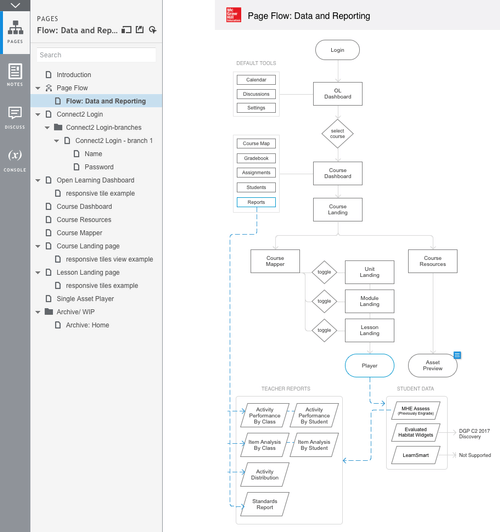 PAGES
Flow: Data and Rep...
Search
PAGES
NOTES
DISCUSS
(x)
CONSOLE
Introduction
Page Flow
Flow: Data and Reporting
Connect2 Login
Connect2 Login-branches
Connect2 Login - branch 1
Name
Password
Open Learning Dashboard
responsive tile example
Course Dashboard
Course Resources
Course Mapper
Course Landing page
responsive tiles view example
Lesson Landing page
responsive tiles example
Single Asset Player
Archive/ WIP
Archive: Home
Mc
Graw
Hill
Page Flow: Data and Reporting
Login
DEFAULT TOOLS
Calendar
Discussions
Settings
OL
Dashboard
select
course
Course Map
Gradebook
Assignments
Students
Reports
Course
Dashboard
Course
Landing
Course
Mapper
toggle
Unit
Landing
Course
Resources
toggle
Module
Landing
toggle
Lesson
Landing
Player
Asset
Preview
TEACHER REPORTS
STUDENT DATA
Activity
Performance
By Class
Activity
Performance
By Student
Item Analysis
By Class
Item Analysis
By Student
Activity
Distribution
Standards
Report
MHE Assess
(Previously Engrade)
Evaluated
Habitat Widgets
DGP C2 2017
Discovery
LearnSmart
Not Supported